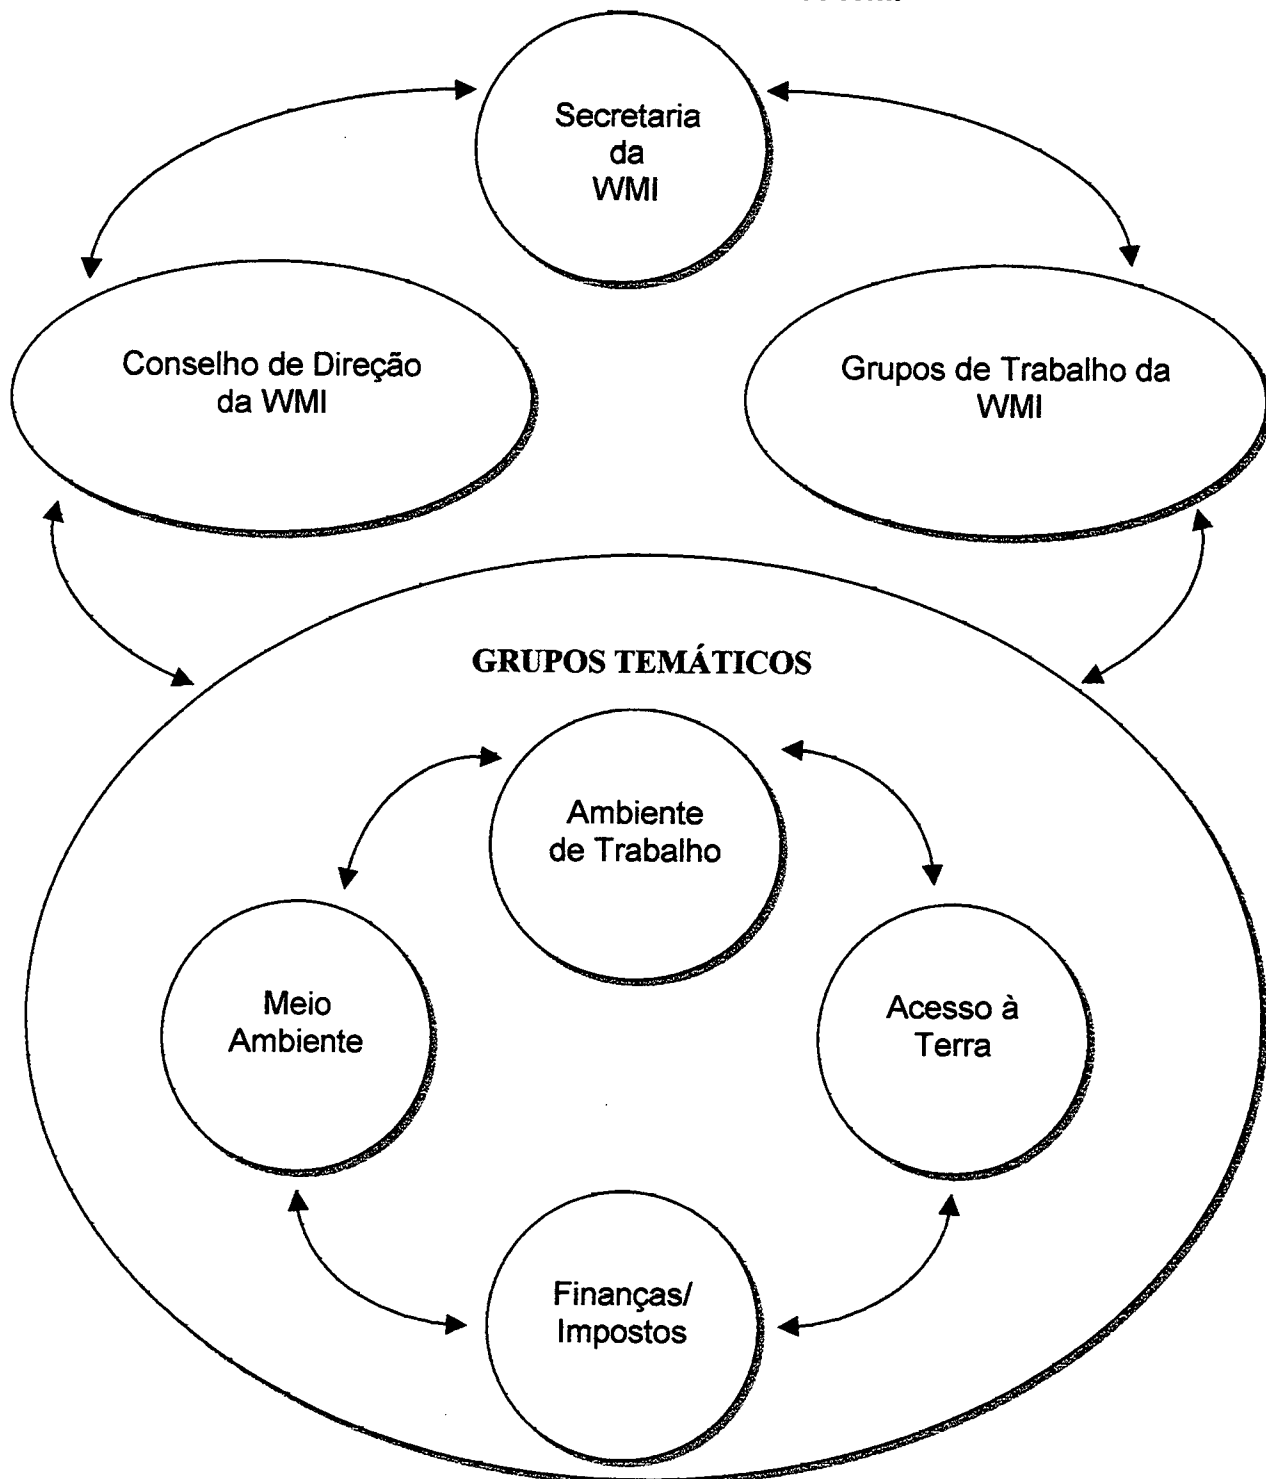 Secretaria
da
WMI
Conselho de Direção
da WMI
Grupos de Trabalho da
WMI
GRUPOS TEMÁTICOS
Ambiente
de Trabalho
Meio
Ambiente
Acesso à
Terra
Finanças/
Impostos